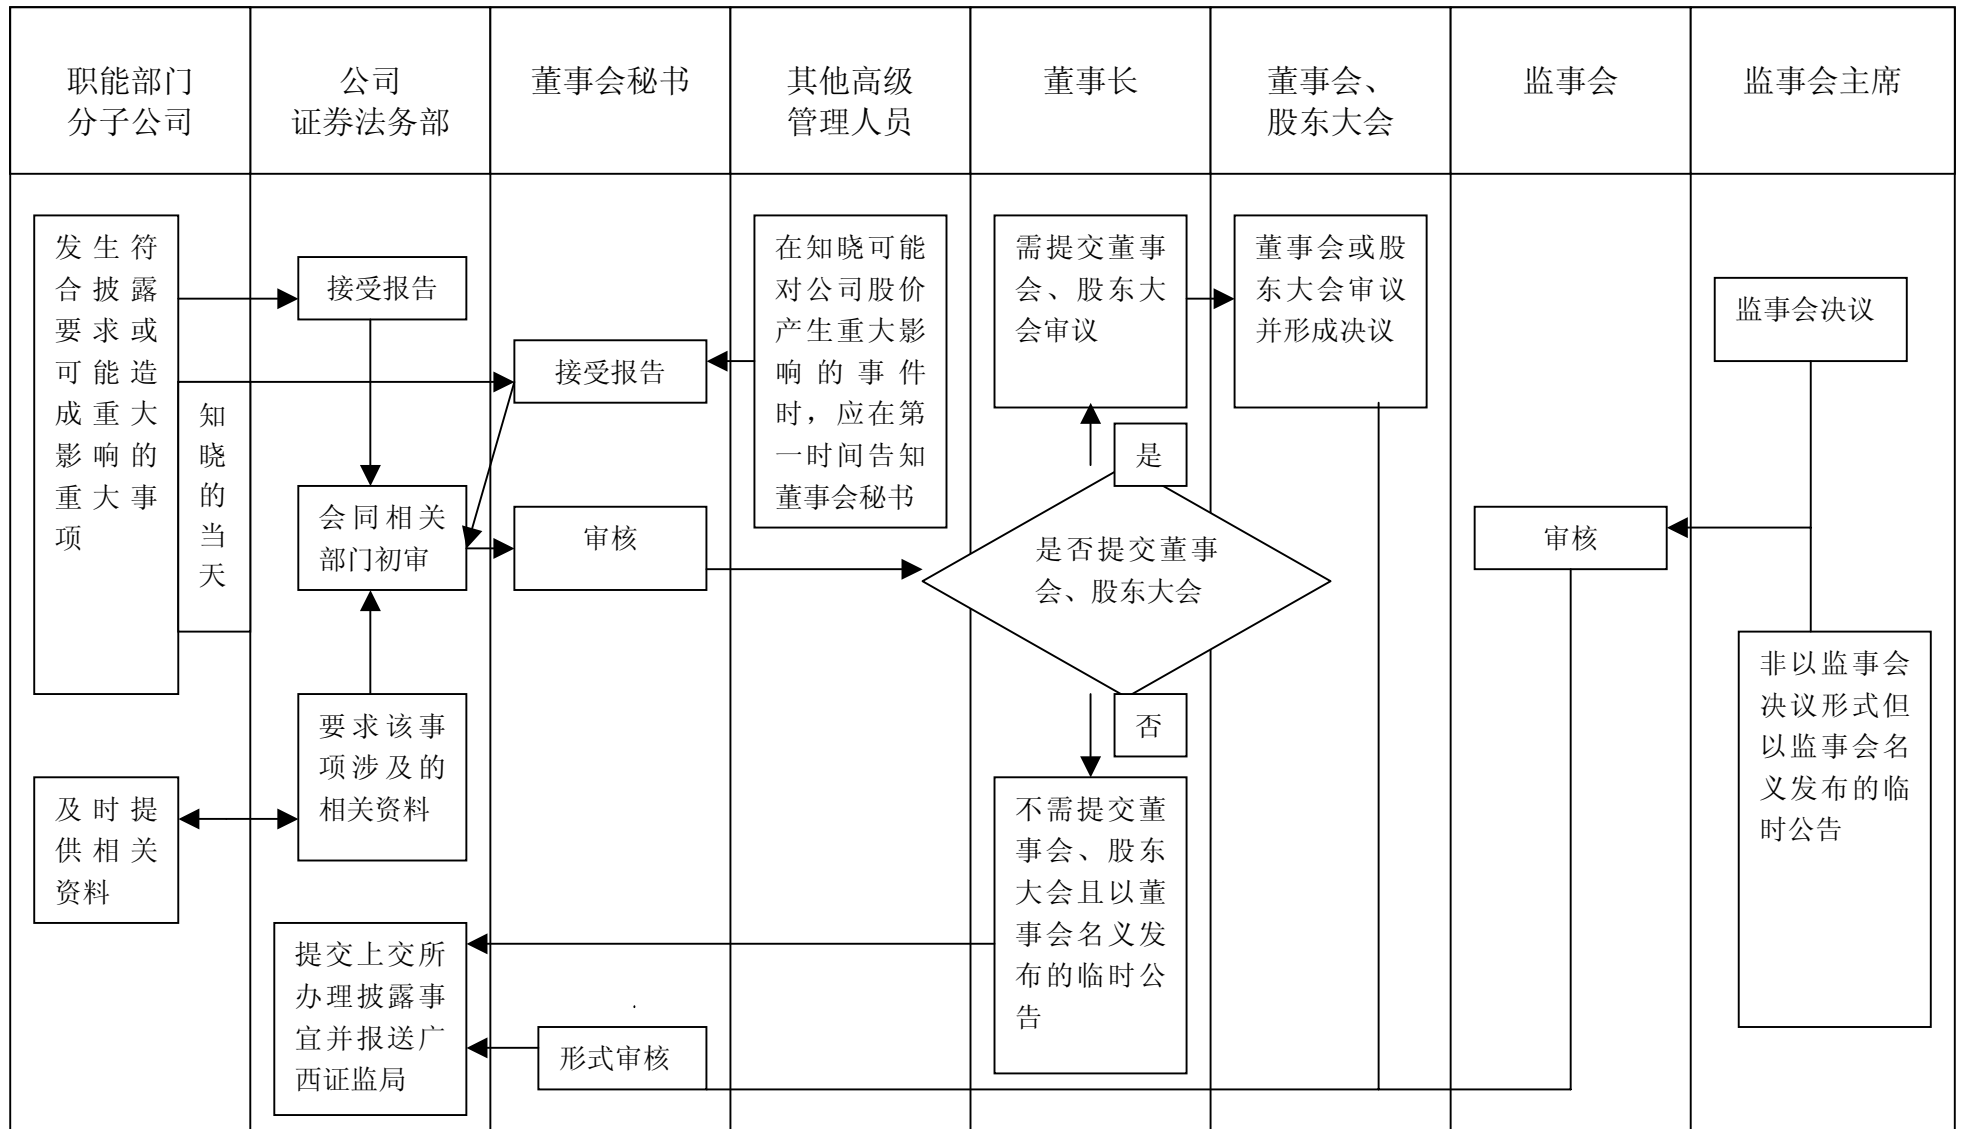 职能部门
分子公司
公司
证券法务部
董事会秘书
其他高级
管理人员
董事长
董事会、
股东大会
监事会
监事会主席
发生符
合披露
要求或
可能造
成重大
影响的
重大事
项
知
晓
的
当
天
及时提
供相关
资料
接受报告
会同相关
部门初审
要求该事
项涉及的
相关资料
提交上交所
办理披露事
宜并报送广
西证监局
接受报告
审核
.
形式审核
在知晓可能
对公司股价
产生重大影
响的事件
时，应在第
一时间告知
董事会秘书
需提交董事
会、股东大
会审议
是
是否提交董事
会、股东大会
否
不需提交董
事会、股东
大会且以董
事会名义发
布的临时公
告
董事会或股
东大会审议
并形成决议
审核
监事会决议
非以监事会
决议形式但
以监事会名
义发布的临
时公告